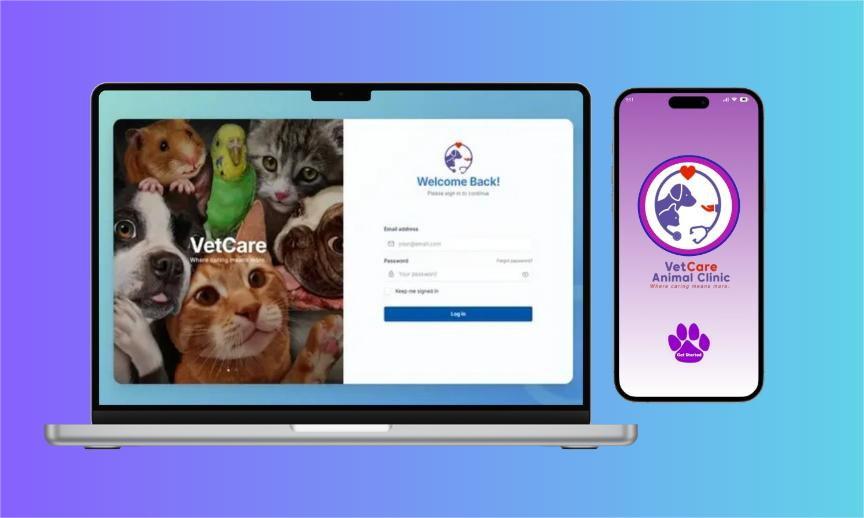 VetCare
Where caring means more.
Welcome Back!
Please sign in to continue
Email address
your@email.com
Password
Forgot password?
Your password
Keep me signed in
Log in
9:41
VetCare
Animal Clinic
Where caring means more.
Get Started